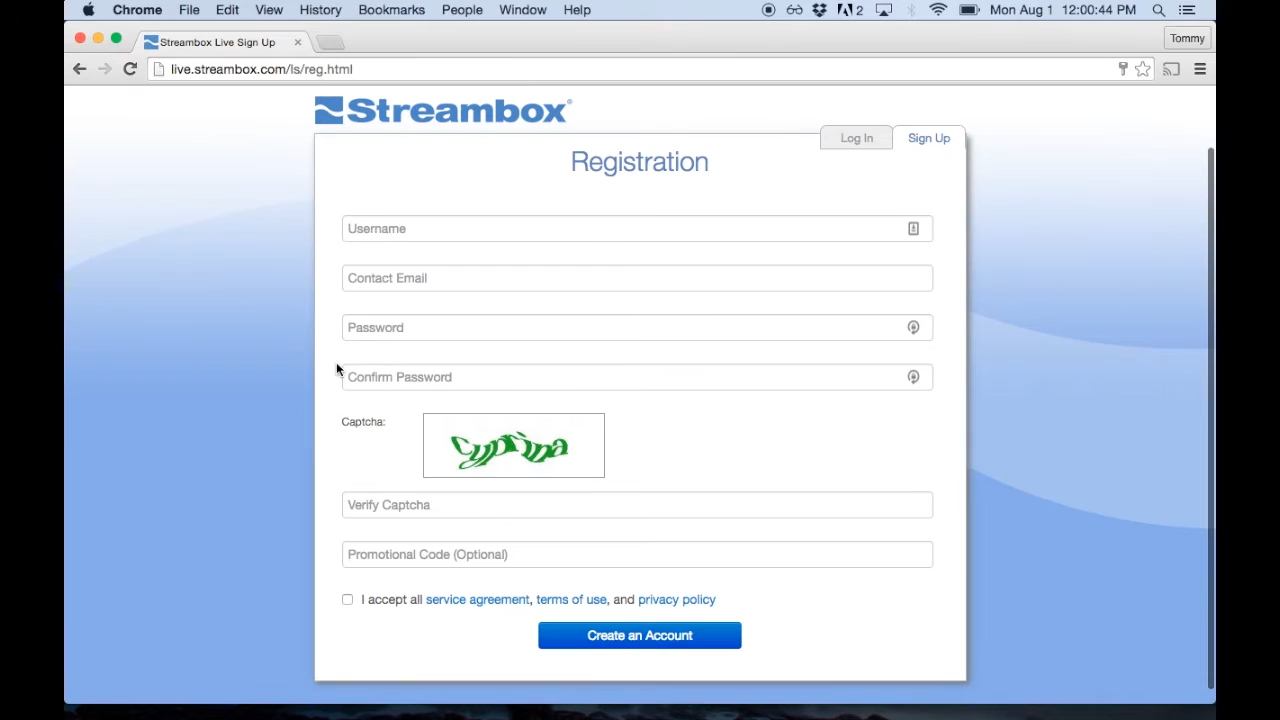 Chrome File Edit View History Bookmarks People Window Help 2 Mon Aug 1 12:00:44 PM
Streambox Live Sign Up Tommy
live.streambox.com/ls/reg.html
Streambox®
Log In Sign Up
Registration
Username
Contact Email
Password
Confirm Password
Captcha:
Verify Captcha
Promotional Code (Optional)
I accept all service agreement, terms of use, and privacy policy
Create an Account